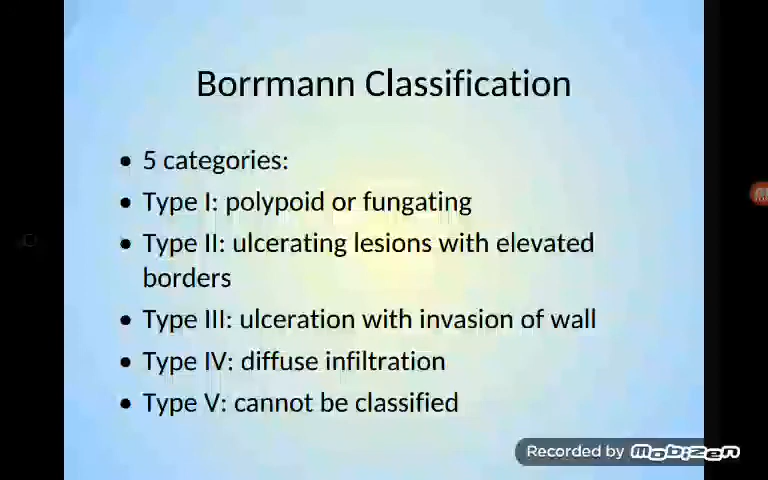 Borrmann Classification
• 5 categories:
• Type I: polypoid or fungating
• Type II: ulcerating lesions with elevated
borders
• Type III: ulceration with invasion of wall
• Type IV: diffuse infiltration
• Type V: cannot be classified
Recorded by mobizen